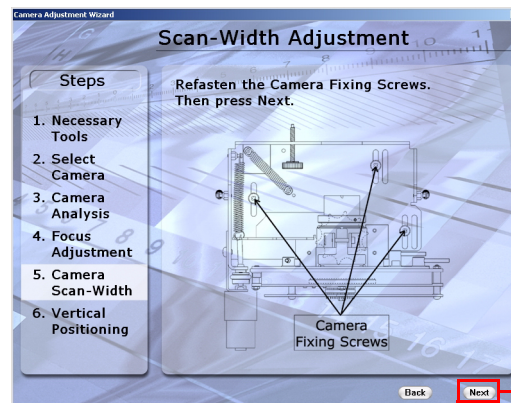 Camera Adjustment Wizard
Scan-Width Adjustment
Steps
1. Necessary
Tools
2. Select
Camera
3. Camera
Analysis
4. Focus
Adjustment
5. Camera
Scan-Width
6. Vertical
Positioning
Refasten the Camera Fixing Screws.
Then press Next.
Camera
Fixing Screws
Back
Next